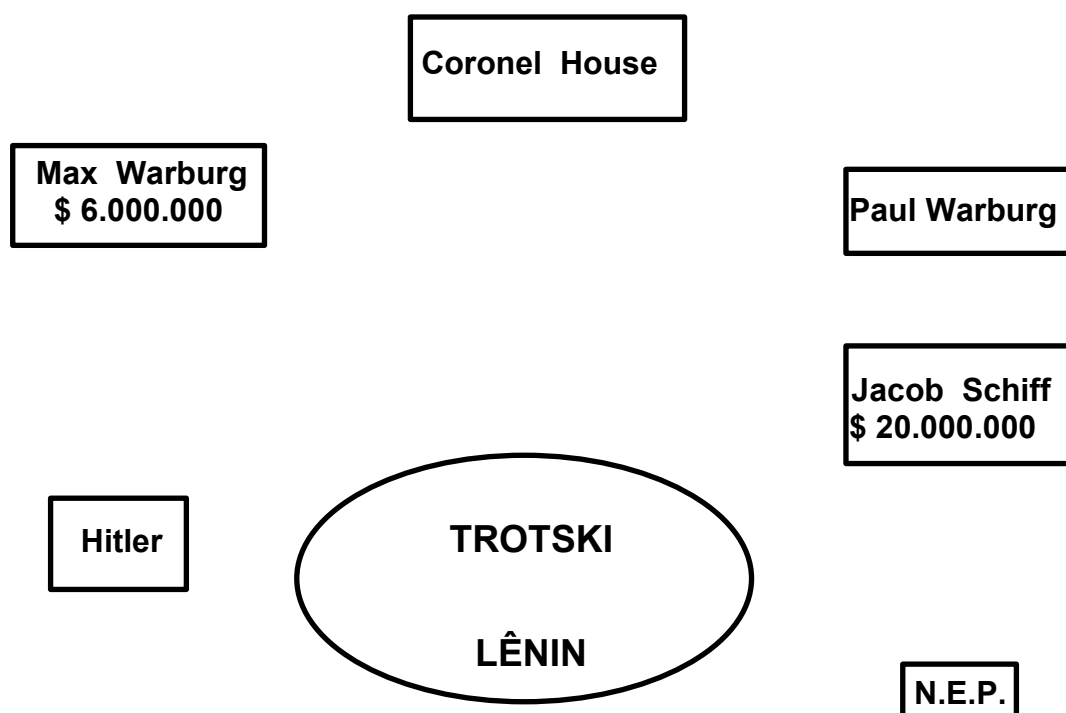 Coronel House
Max Warburg
$ 6.000.000
Paul Warburg
Jacob Schiff
$ 20.000.000
Hitler
TROTSKI
LÊNIN
N.E.P.